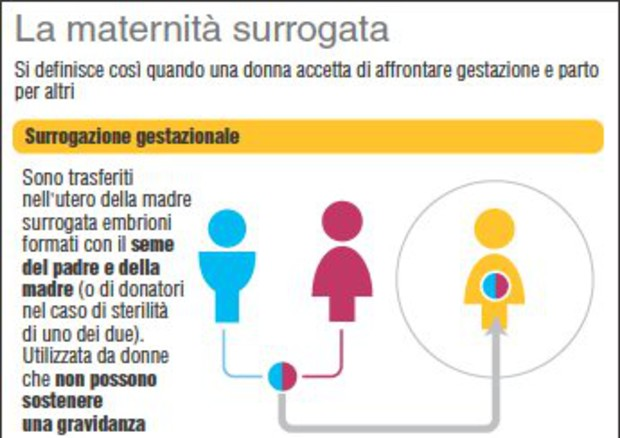 La maternità surrogata
Si definisce così quando una donna accetta di affrontare gestazione e parto
per altri
Surrogazione gestazionale
Sono trasferiti
nell'utero della madre
surrogata embrioni
formati con il seme
del padre e della
madre (o di donatori
nel caso di sterilità
di uno dei due).
Utilizzata da donne
che non possono
sostenere
una gravidanza